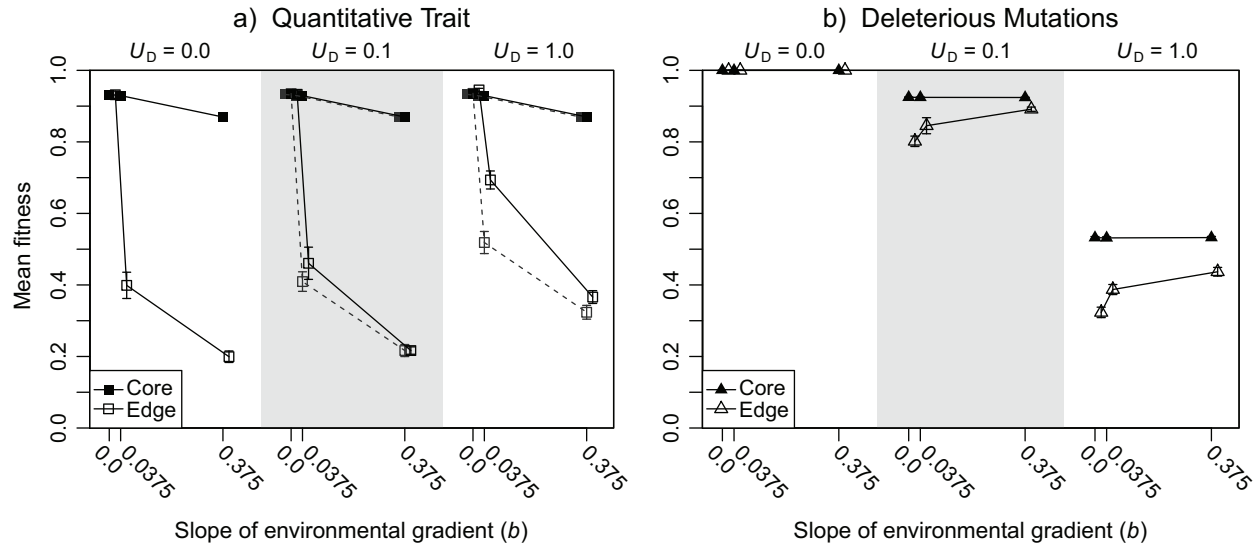 a) Quantitative Trait
U_D = 0.0
U_D = 0.1
U_D = 1.0
Mean fitness
1.0
0.8
0.6
0.4
0.2
0.0
Core
Edge
0.0
0.0375
0.375
0.0
0.0375
0.375
0.0
0.0375
0.375
Slope of environmental gradient (b)
b) Deleterious Mutations
U_D = 0.0
U_D = 0.1
U_D = 1.0
1.0
0.8
0.6
0.4
0.2
0.0
Core
Edge
0.0
0.0375
0.375
0.0
0.0375
0.375
0.0
0.0375
0.375
Slope of environmental gradient (b)